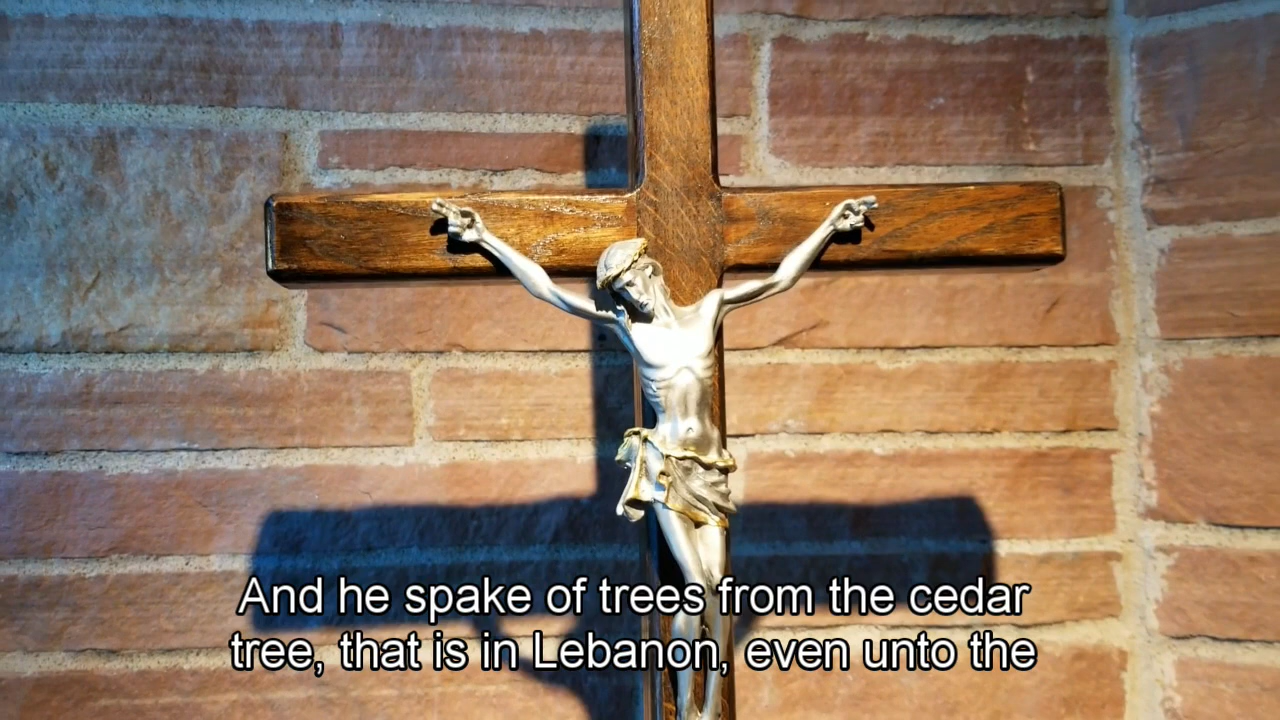 And he spake of trees from the cedar
tree, that is in Lebanon, even unto the